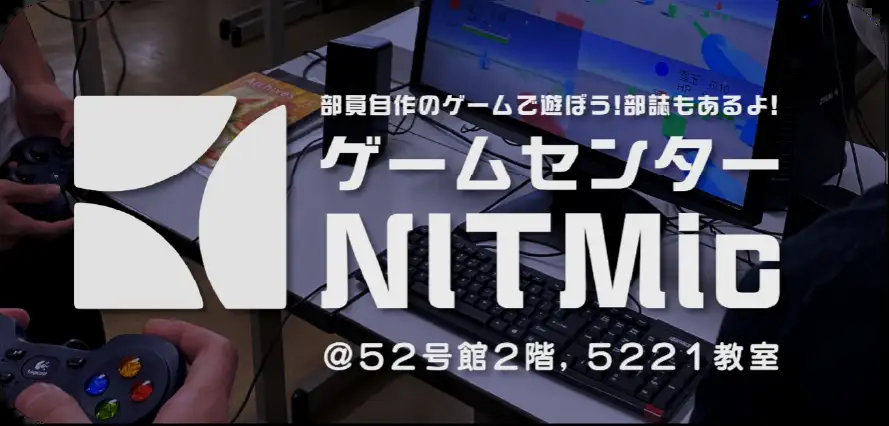 部員自作のゲームで遊ぼう!部誌もあるよ!
ゲームセンター
NITMic
@52号館2階, 5221教室
Logitech